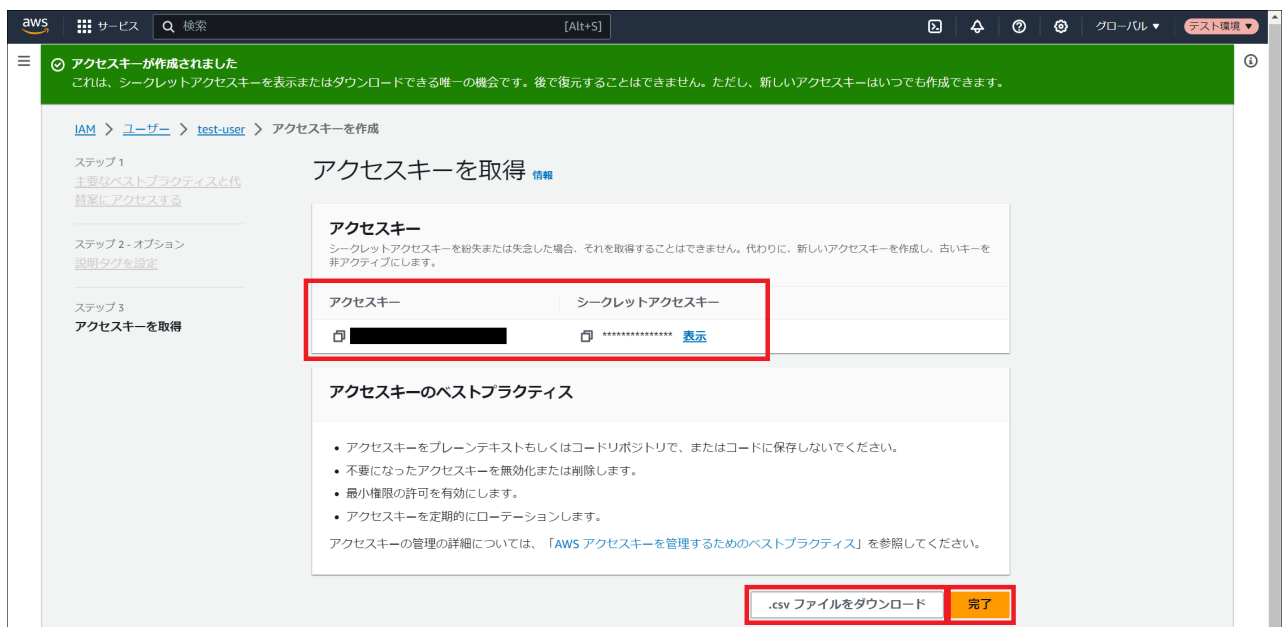 aws サービス 検索 [Alt+S] グローバル ▼ テスト環境 ▼
アクセスキーが作成されました
これは、シークレットアクセスキーを表示またはダウンロードできる唯一の機会です。後で復元することはできません。ただし、新しいアクセスキーはいつでも作成できます。
IAM > ユーザー > test-user > アクセスキーを作成
ステップ 1
主要なベストプラクティスと代
替案にアクセスする
ステップ 2 - オプション
説明タグを設定
ステップ 3
アクセスキーを取得
アクセスキーを取得 情報
アクセスキー
シークレットアクセスキーを紛失または失念した場合、それを取得することはできません。代わりに、新しいアクセスキーを作成し、古いキーを
非アクティブにします。
アクセスキー シークレットアクセスキー
*************** 表示
アクセスキーのベストプラクティス
• アクセスキーをプレーンテキストもしくはコードリポジトリで、またはコードに保存しないでください。
• 不要になったアクセスキーを無効化または削除します。
• 最小権限の許可を有効にします。
• アクセスキーを定期的にローテーションします。
アクセスキーの管理の詳細については、「AWS アクセスキーを管理するためのベストプラクティス」を参照してください。
.csv ファイルをダウンロード 完了